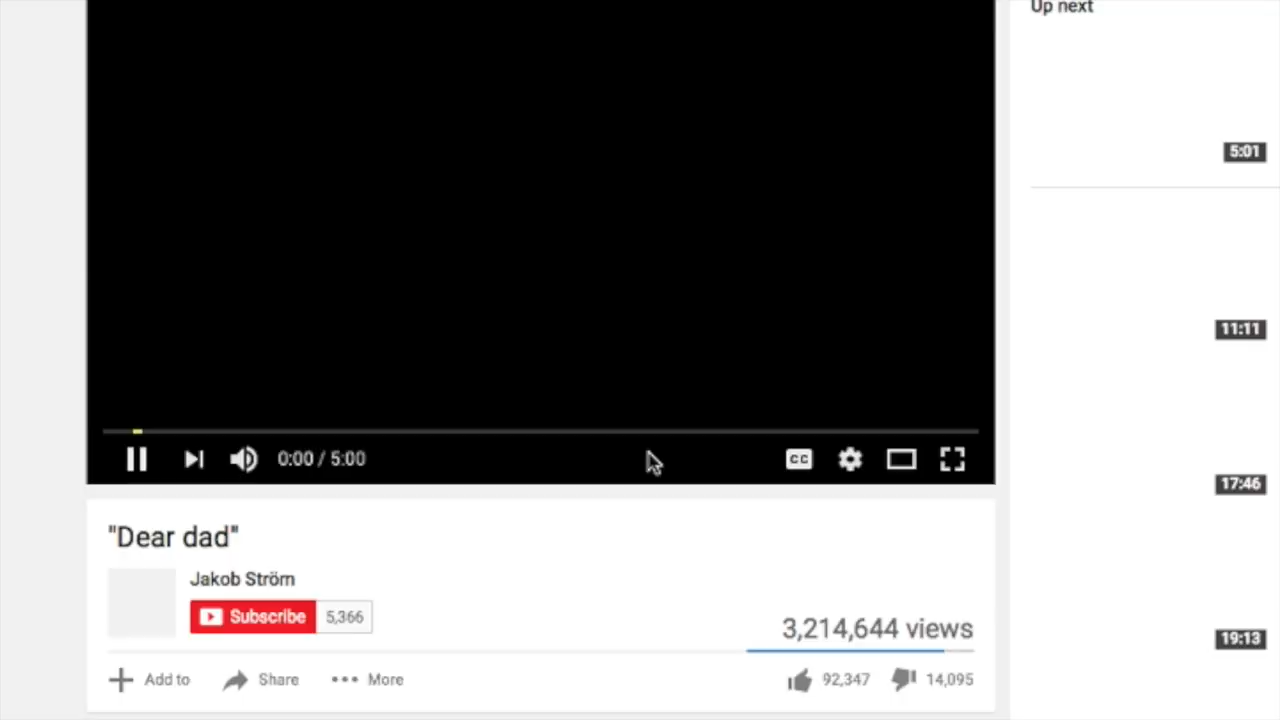 Up next
5:01
11:11
17:46
19:13
0:00 / 5:00
CC
"Dear dad"
Jakob Ström
Subscribe 5,366
3,214,644 views
Add to Share More 92,347 14,095